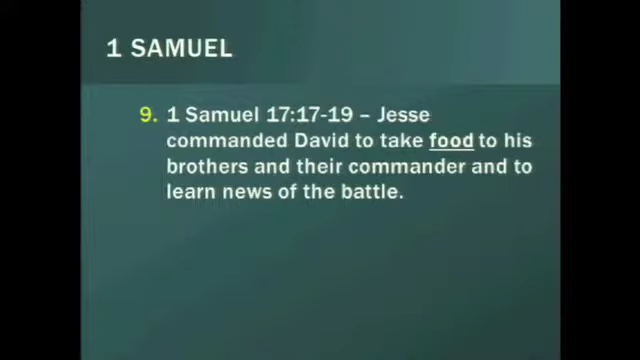 1 SAMUEL
9. 1 Samuel 17:17-19 – Jesse
commanded David to take food to his
brothers and their commander and to
learn news of the battle.